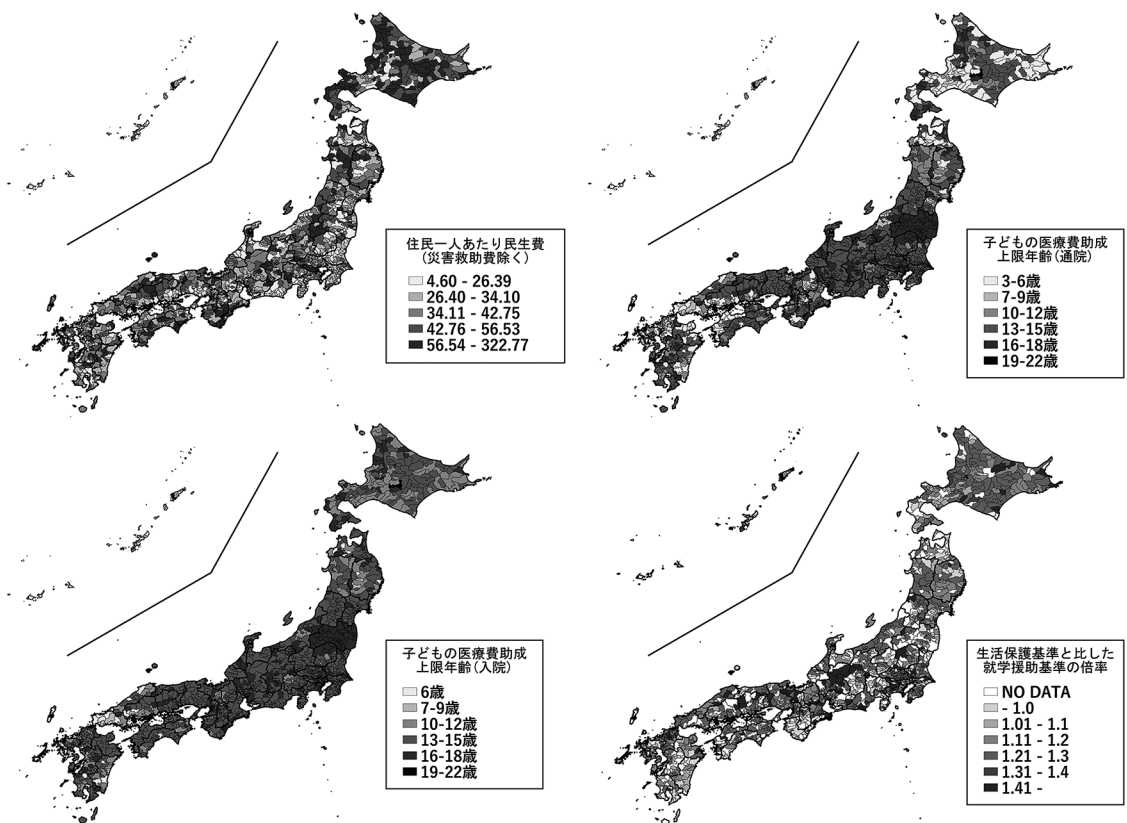 住民一人あたり民生費
（災害救助費除く）
4.60 - 26.39
26.40 - 34.10
34.11 - 42.75
42.76 - 56.53
56.54 - 322.77
子どもの医療費助成
上限年齢（通院）
3-6歳
7-9歳
10-12歳
13-15歳
16-18歳
19-22歳
子どもの医療費助成
上限年齢（入院）
6歳
7-9歳
10-12歳
13-15歳
16-18歳
19-22歳
生活保護基準と比した
就学援助基準の倍率
NO DATA
- 1.0
1.01 - 1.1
1.11 - 1.2
1.21 - 1.3
1.31 - 1.4
1.41 -